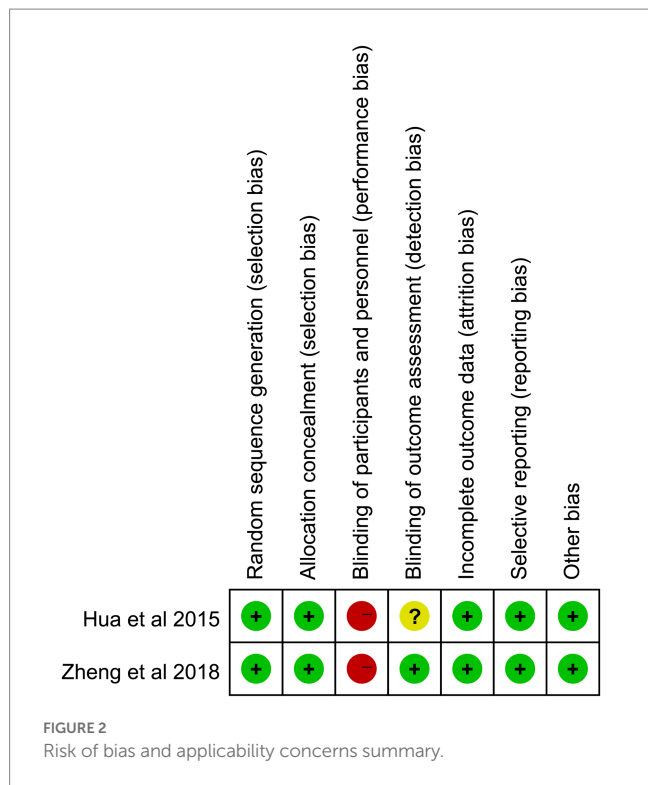 Random sequence generation (selection bias)
Allocation concealment (selection bias)
Blinding of participants and personnel (performance bias)
Blinding of outcome assessment (detection bias)
Incomplete outcome data (attrition bias)
Selective reporting (reporting bias)
Other bias
Hua et al 2015 + + – ? + + +
Zheng et al 2018 + + – + + + +
FIGURE 2
Risk of bias and applicability concerns summary.